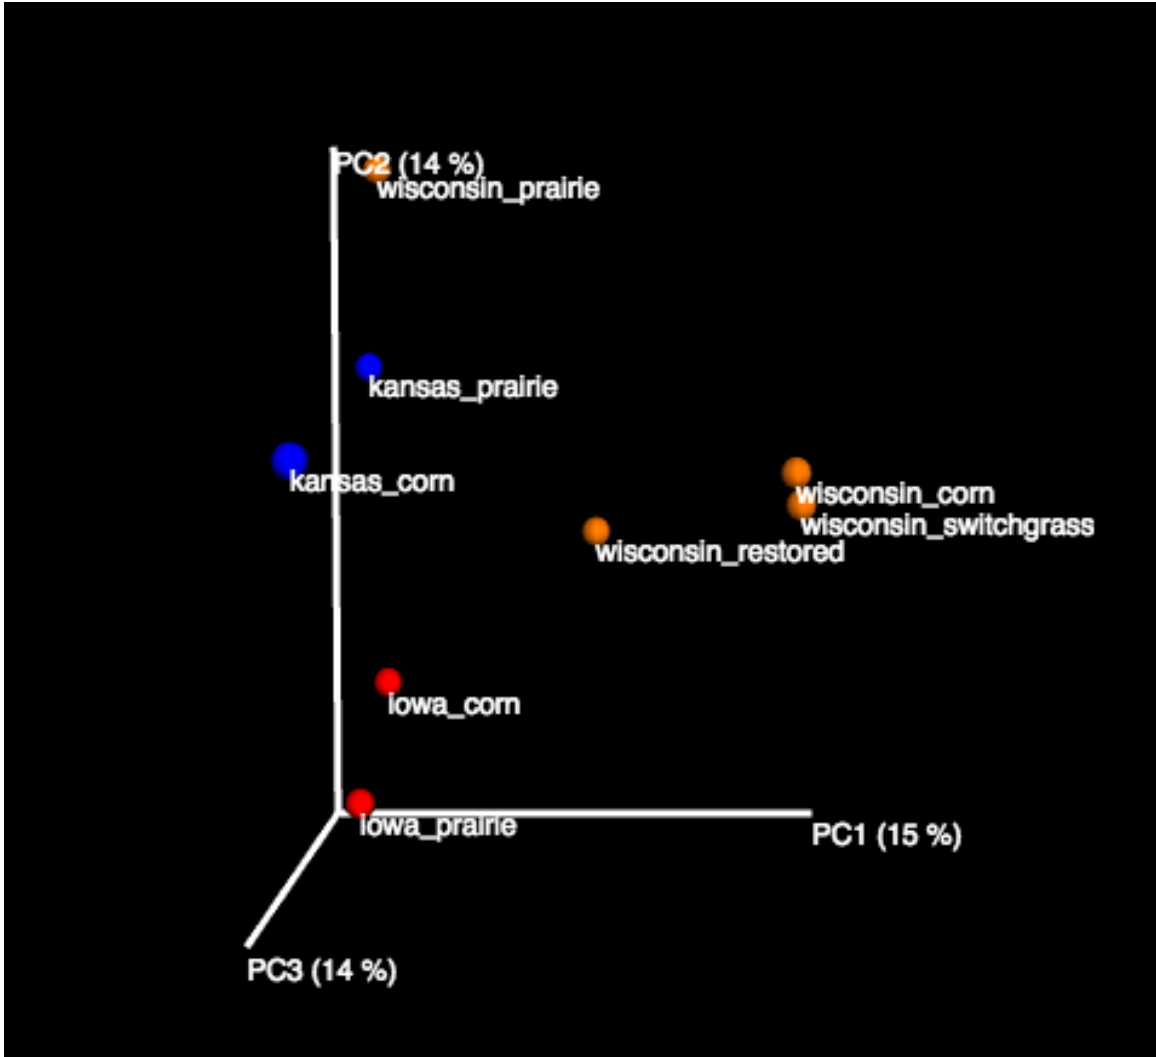 PC2 (14 %)
wisconsin_prairie
kansas_prairie
kansas_corn
wisconsin_corn
wisconsin_switchgrass
wisconsin_restored
iowa_corn
iowa_prairie
PC1 (15 %)
PC3 (14 %)